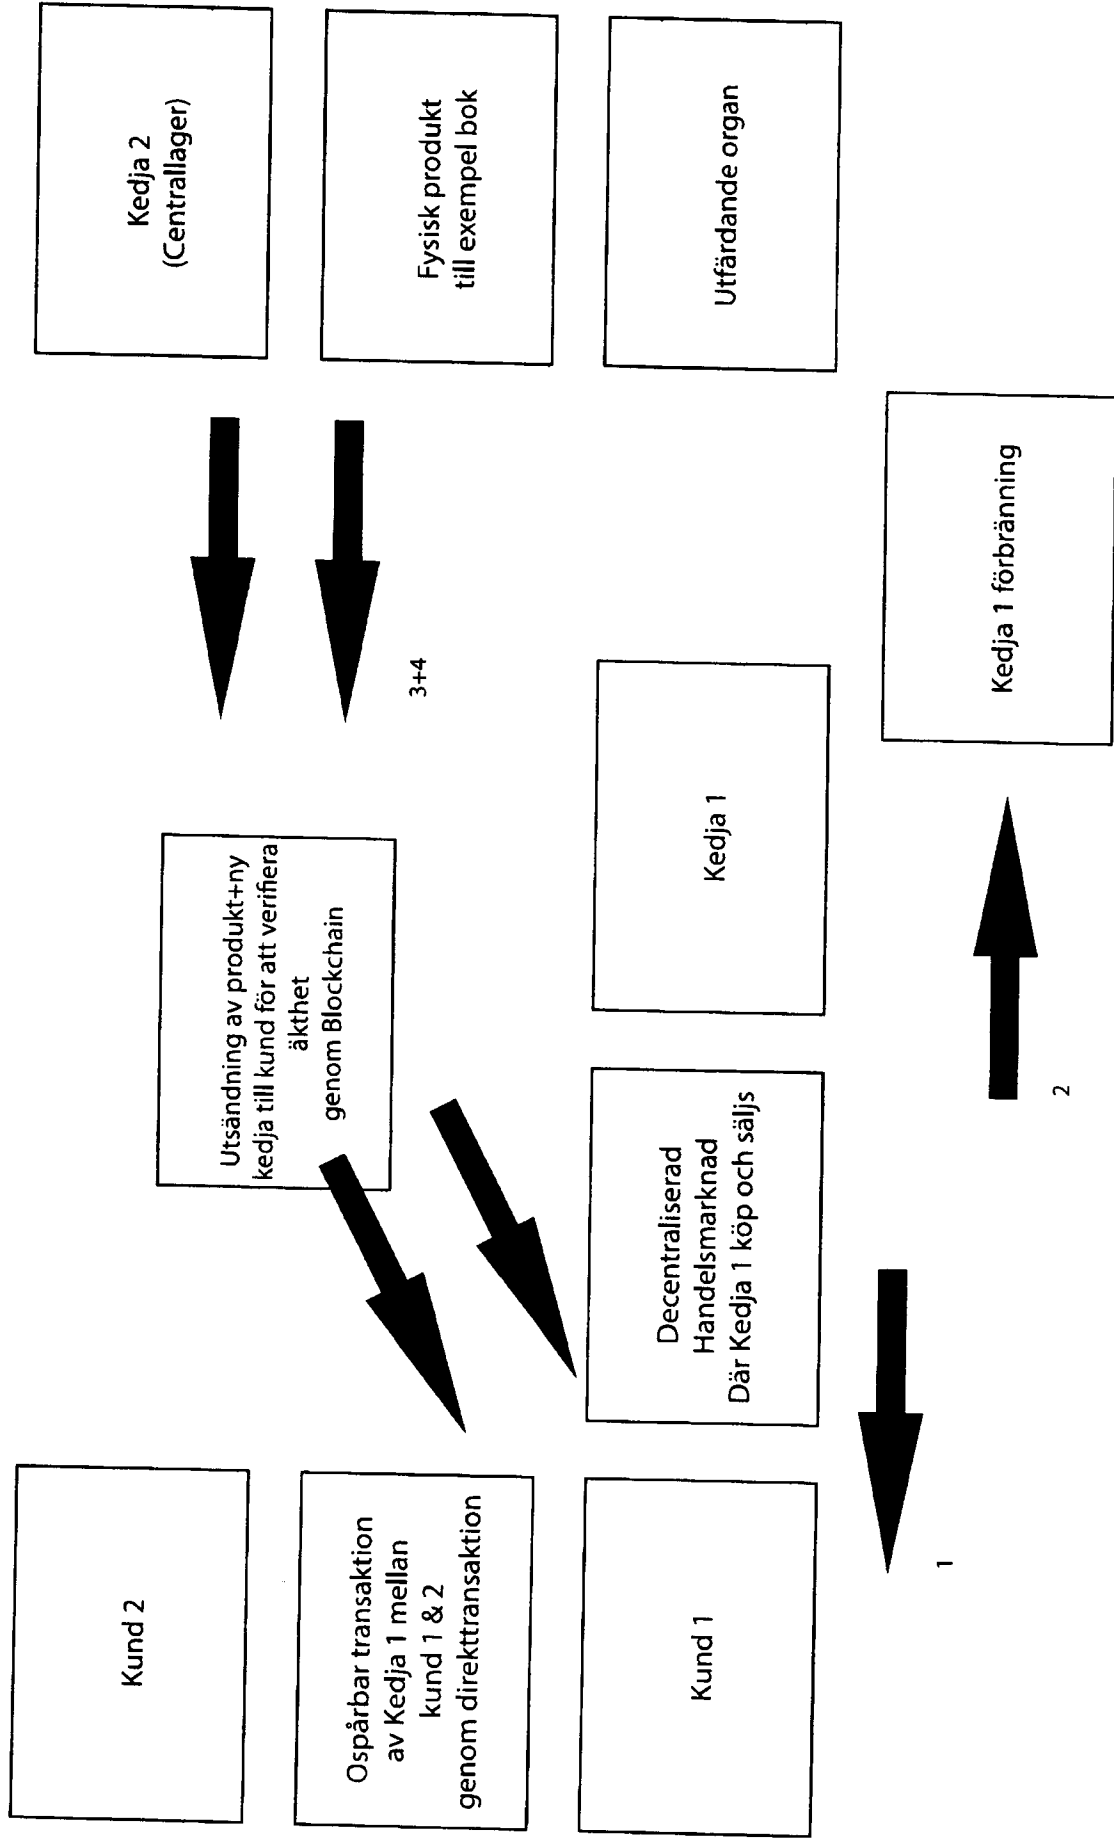 Kund 2
Ospårbar transaktion
av Kedja 1 mellan
kund 1 & 2
genom direkttransaktion
Kund 1
Utsändning av produkt+ny
kedja till kund för att verifiera
äkthet
genom Blockchain
Decentraliserad
Handelsmarknad
Där Kedja 1 köp och säljs
Kedja 1
Kedja 2
(Centrallager)
Fysisk produkt
till exempel bok
Utfärdande organ
3+4
Kedja 1 förbränning
1
2